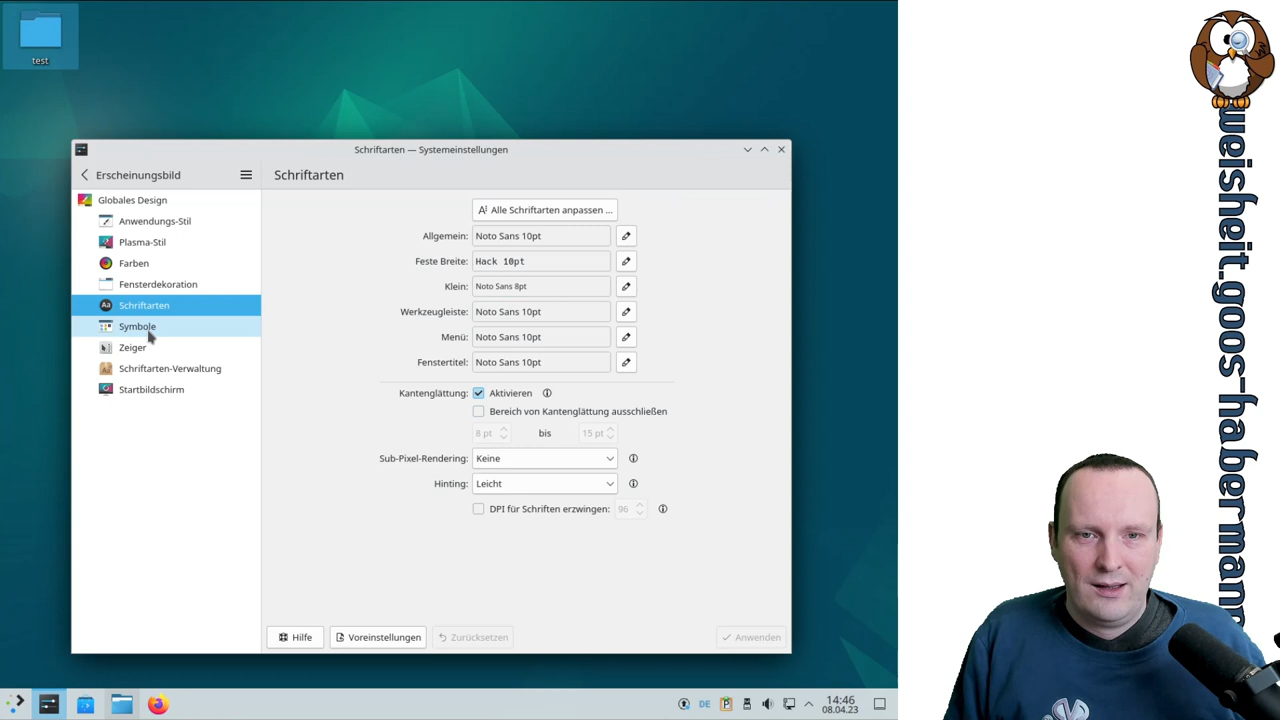 test
Schriftarten — Systemeinstellungen
Erscheinungsbild
Schriftarten
Globales Design
Anwendungs-Stil
Plasma-Stil
Farben
Fensterdekoration
Schriftarten
Symbole
Zeiger
Schriftarten-Verwaltung
Startbildschirm
Alle Schriftarten anpassen ...
Allgemein: Noto Sans 10pt
Feste Breite: Hack 10pt
Klein: Noto Sans 8pt
Werkzeugleiste: Noto Sans 10pt
Menü: Noto Sans 10pt
Fenstertitel: Noto Sans 10pt
Kantenglättung: Aktivieren
Bereich von Kantenglättung ausschließen
8 pt bis 15 pt
Sub-Pixel-Rendering: Keine
Hinting: Leicht
DPI für Schriften erzwingen: 96
Hilfe Voreinstellungen Zurücksetzen Anwenden
DE
14:46
08.04.23
weisheit.goos-habermann